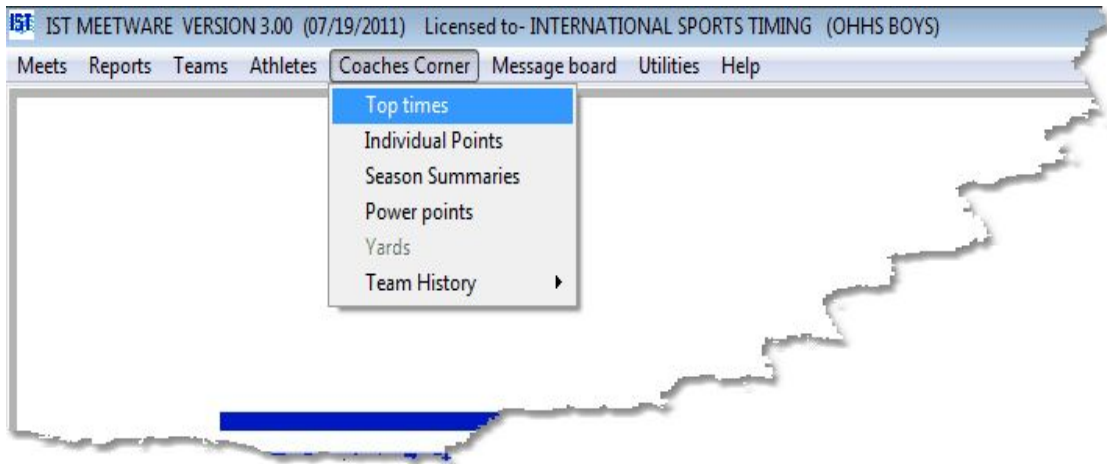 IST IST MEETWARE VERSION 3.00 (07/19/2011) Licensed to- INTERNATIONAL SPORTS TIMING (OHHS BOYS)
Meets Reports Teams Athletes Coaches Corner Message board Utilities Help
Top times
Individual Points
Season Summaries
Power points
Yards
Team History